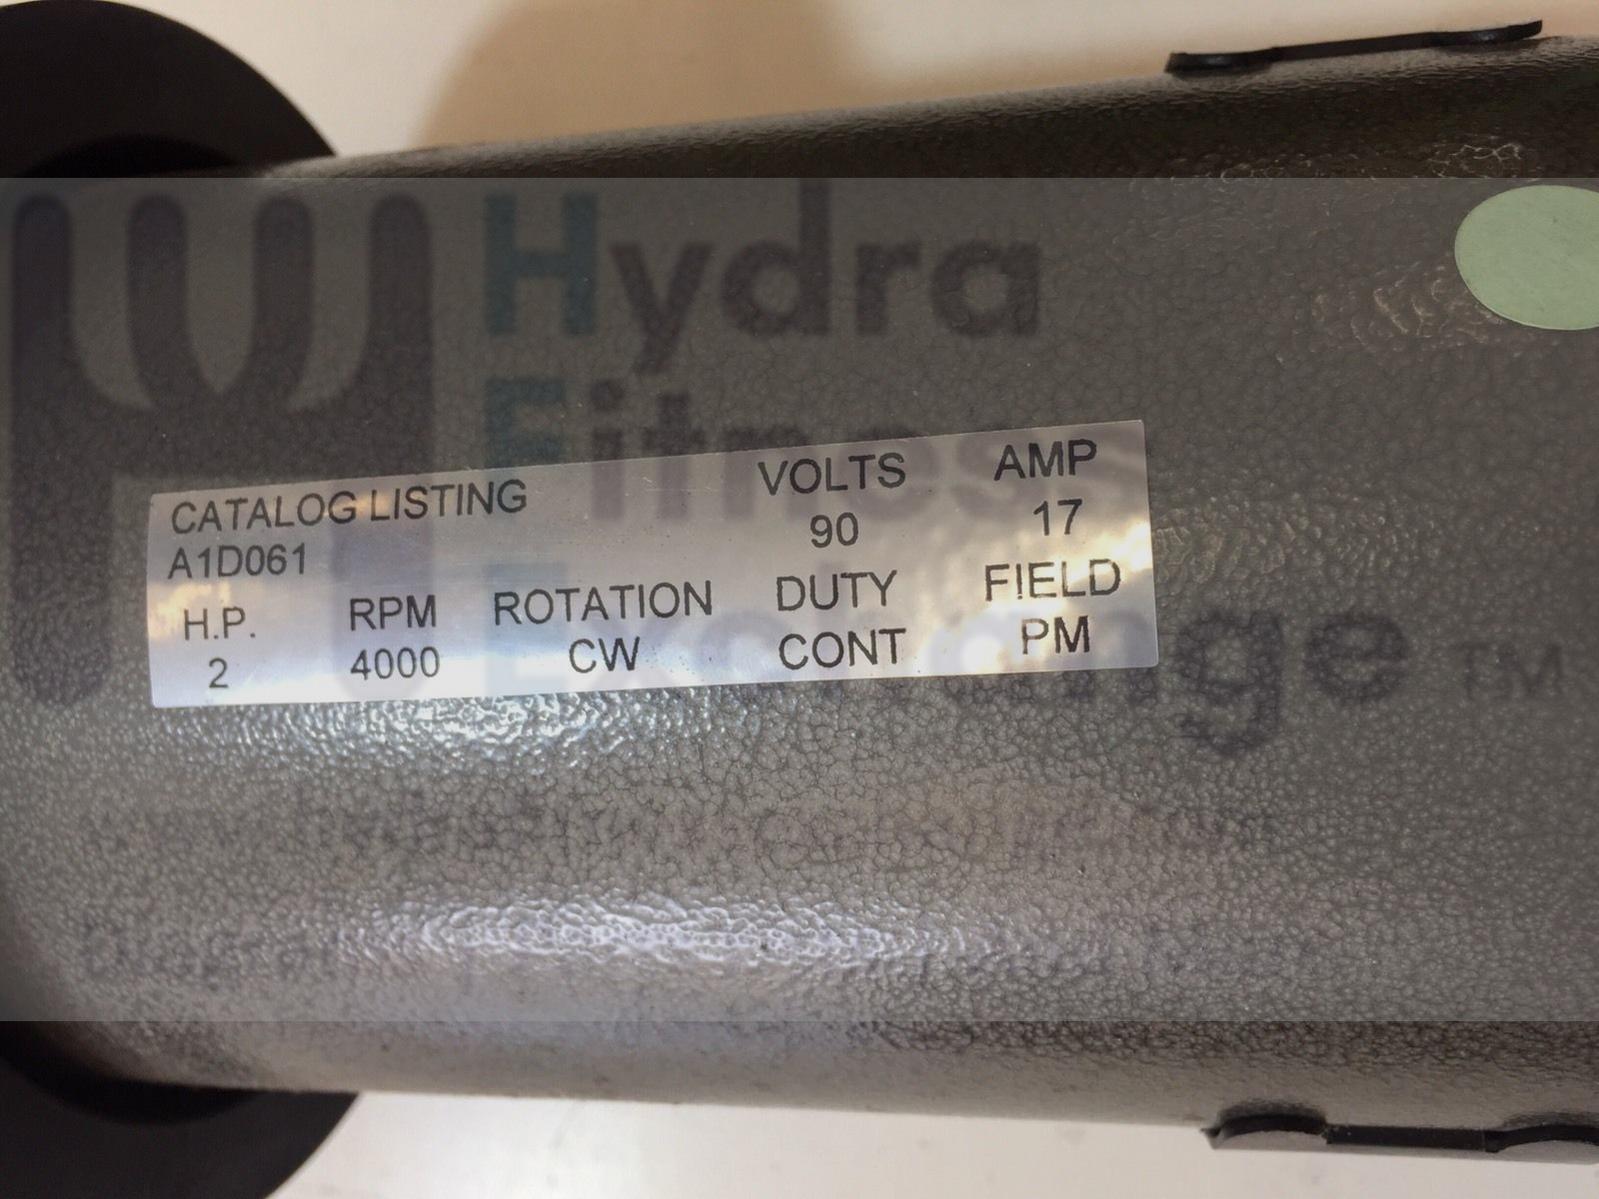 Hydra
Fitness
Exchange TM
CATALOG LISTING
A1D061
VOLTS AMP
90 17
H.P. RPM ROTATION DUTY FIELD
2 4000 CW CONT PM